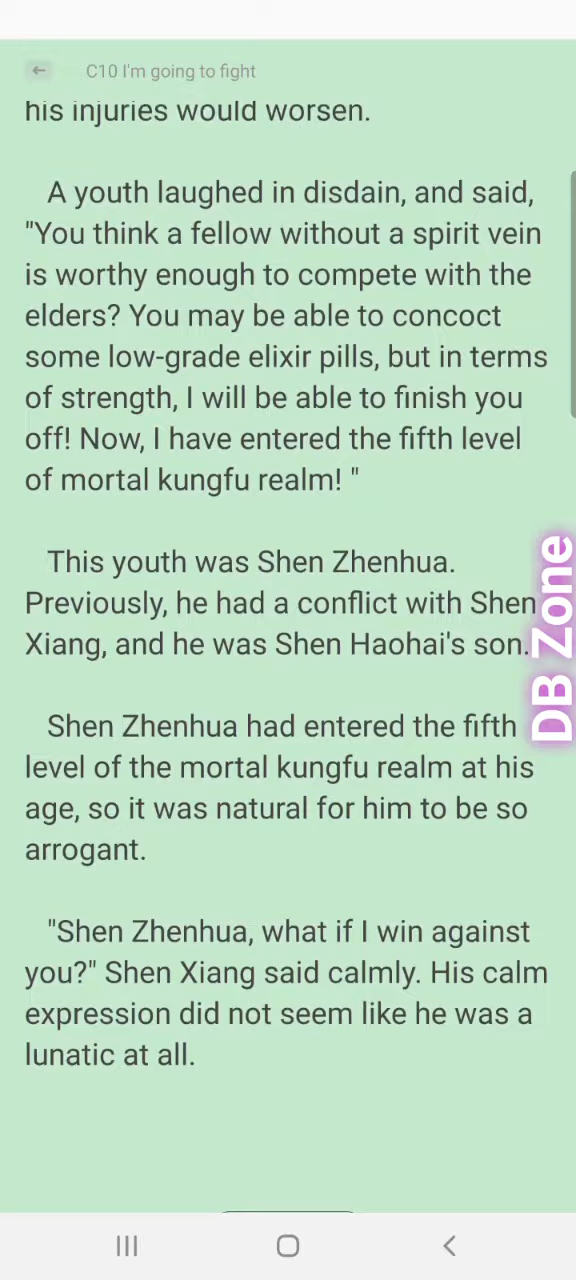 C10 I'm going to fight
his injuries would worsen.
A youth laughed in disdain, and said,
"You think a fellow without a spirit vein
is worthy enough to compete with the
elders? You may be able to concoct
some low-grade elixir pills, but in terms
of strength, I will be able to finish you
off! Now, I have entered the fifth level
of mortal kungfu realm! "
This youth was Shen Zhenhua.
Previously, he had a conflict with Shen
Xiang, and he was Shen Haohai's son.
Shen Zhenhua had entered the fifth
level of the mortal kungfu realm at his
age, so it was natural for him to be so
arrogant.
"Shen Zhenhua, what if I win against
you?" Shen Xiang said calmly. His calm
expression did not seem like he was a
lunatic at all.
DB Zone